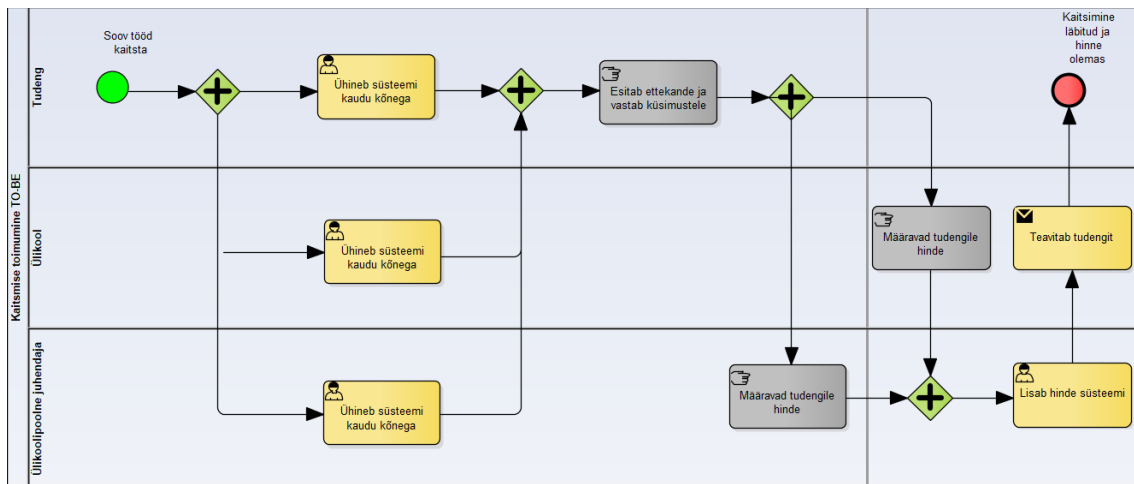 Kaitsmise toimumine TO-BE
Tudeng
Soov tööd
kaitsta
Ühineb süsteemi
kaudu kõnega
Esitab ettekande ja
vastab küsimustele
Kaitsimine
läbitud ja
hinne
olemas
Ülikool
Ühineb süsteemi
kaudu kõnega
Määravad tudengile
hinde
Teavitab tudengit
Ülikoolipoolne juhendaja
Ühineb süsteemi
kaudu kõnega
Määravad tudengile
hinde
Lisab hinde süsteemi